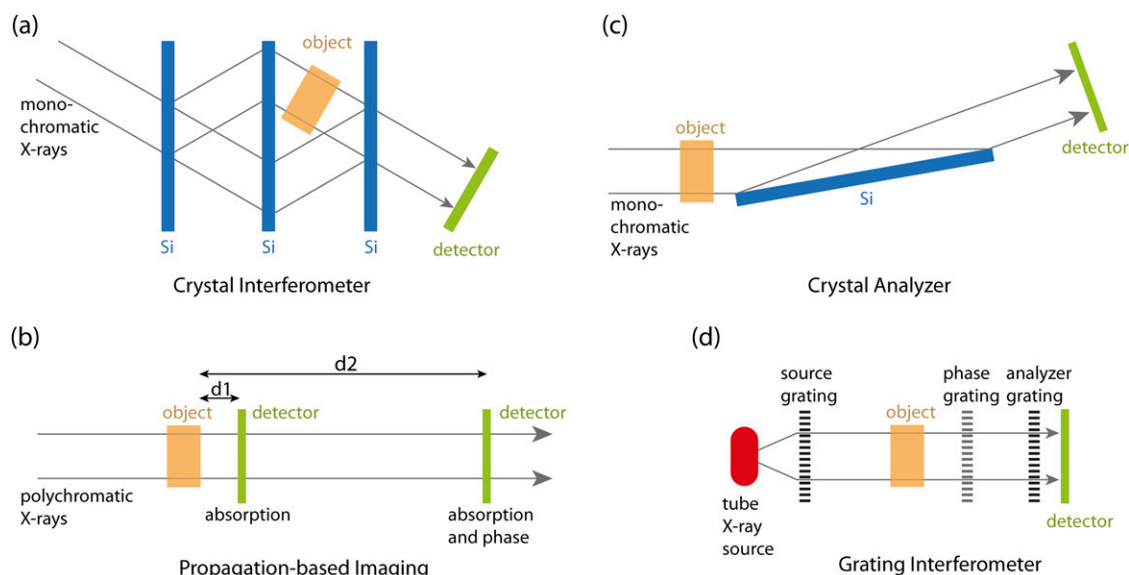 (a)
object
mono-
chromatic
X-rays
Si
Si
Si
detector
Crystal Interferometer
(c)
object
mono-
chromatic
X-rays
Si
detector
Crystal Analyzer
(b)
d2
d1
object
detector
detector
polychromatic
X-rays
absorption
absorption
and phase
Propagation-based Imaging
(d)
source
grating
object
phase
grating
analyzer
grating
tube
X-ray
source
detector
Grating Interferometer